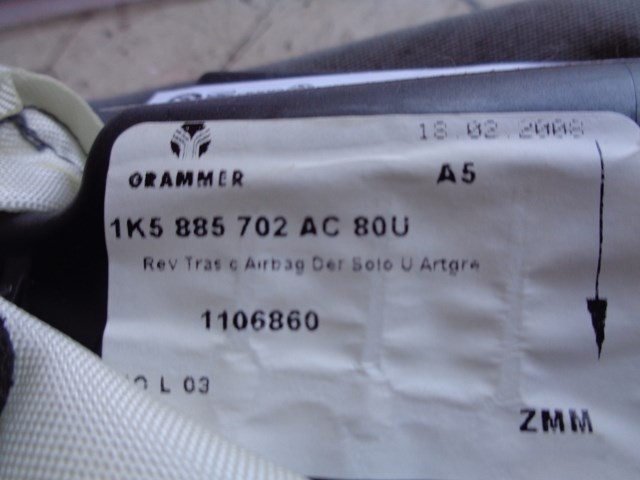 18.02.2008
GRAMMER
A5
1K5 885 702 AC 80U
Rev Tras c Airbag Der Solo U Artgre
1106860
L 03
ZMM